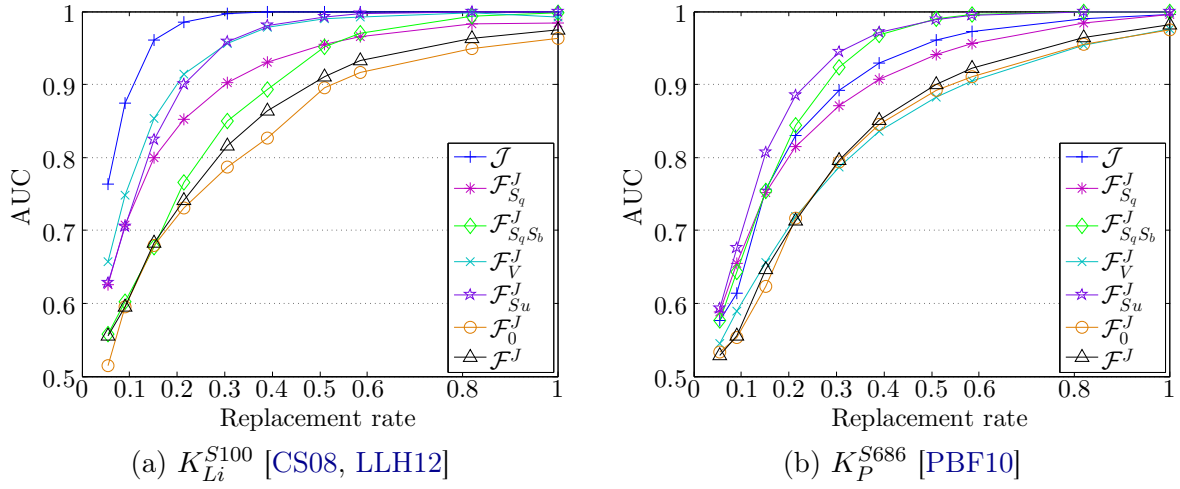 1
0.9
0.8
0.7
0.6
0.5
AUC
0 0.1 0.2 0.3 0.4 0.5 0.6 0.8 1
Replacement rate
𝒥
ℱ^J_{S_q}
ℱ^J_{S_qS_b}
ℱ^J_V
ℱ^J_{Su}
ℱ^J_0
ℱ^J
(a) K^{S100}_{Li} [CS08, LLH12]
1
0.9
0.8
0.7
0.6
0.5
AUC
0 0.1 0.2 0.3 0.4 0.5 0.6 0.8 1
Replacement rate
𝒥
ℱ^J_{S_q}
ℱ^J_{S_qS_b}
ℱ^J_V
ℱ^J_{Su}
ℱ^J_0
ℱ^J
(b) K^{S686}_P [PBF10]